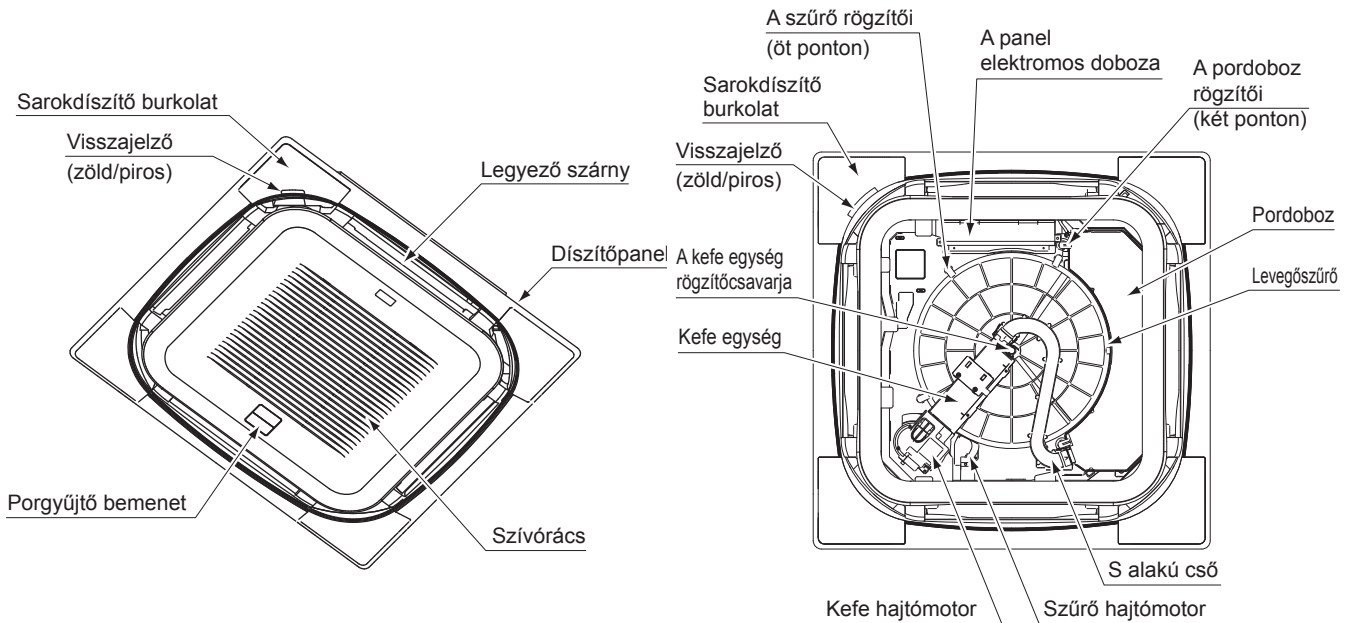 Sarokdíszítő burkolat
Visszajelző
(zöld/piros)
Legyező szárny
Díszítőpanel
Porgyűjtő bemenet
Szívórács
A szűrő rögzítői
(öt ponton)
A panel
elektromos doboza
A pordoboz
rögzítői
(két ponton)
Sarokdíszítő
burkolat
Visszajelző
(zöld/piros)
Pordoboz
A kefe egység
rögzítőcsavarja
Levegőszűrő
Kefe egység
S alakú cső
Kefe hajtómotor
Szűrő hajtómotor